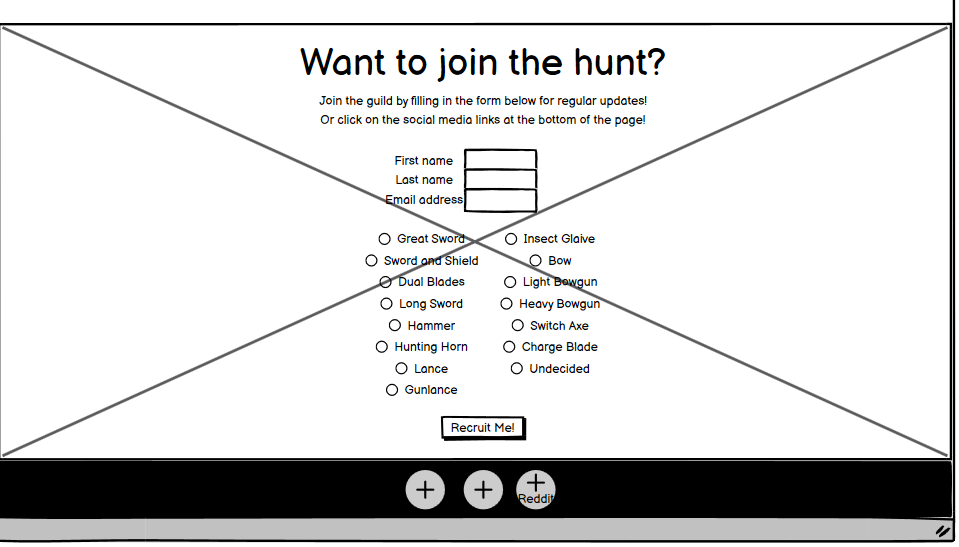 Want to join the hunt?
Join the guild by filling in the form below for regular updates!
Or click on the social media links at the bottom of the page!
First name
Last name
Email address
Great Sword
Sword and Shield
Dual Blades
Long Sword
Hammer
Hunting Horn
Lance
Gunlance
Insect Glaive
Bow
Light Bowgun
Heavy Bowgun
Switch Axe
Charge Blade
Undecided
Recruit Me!
Reddit